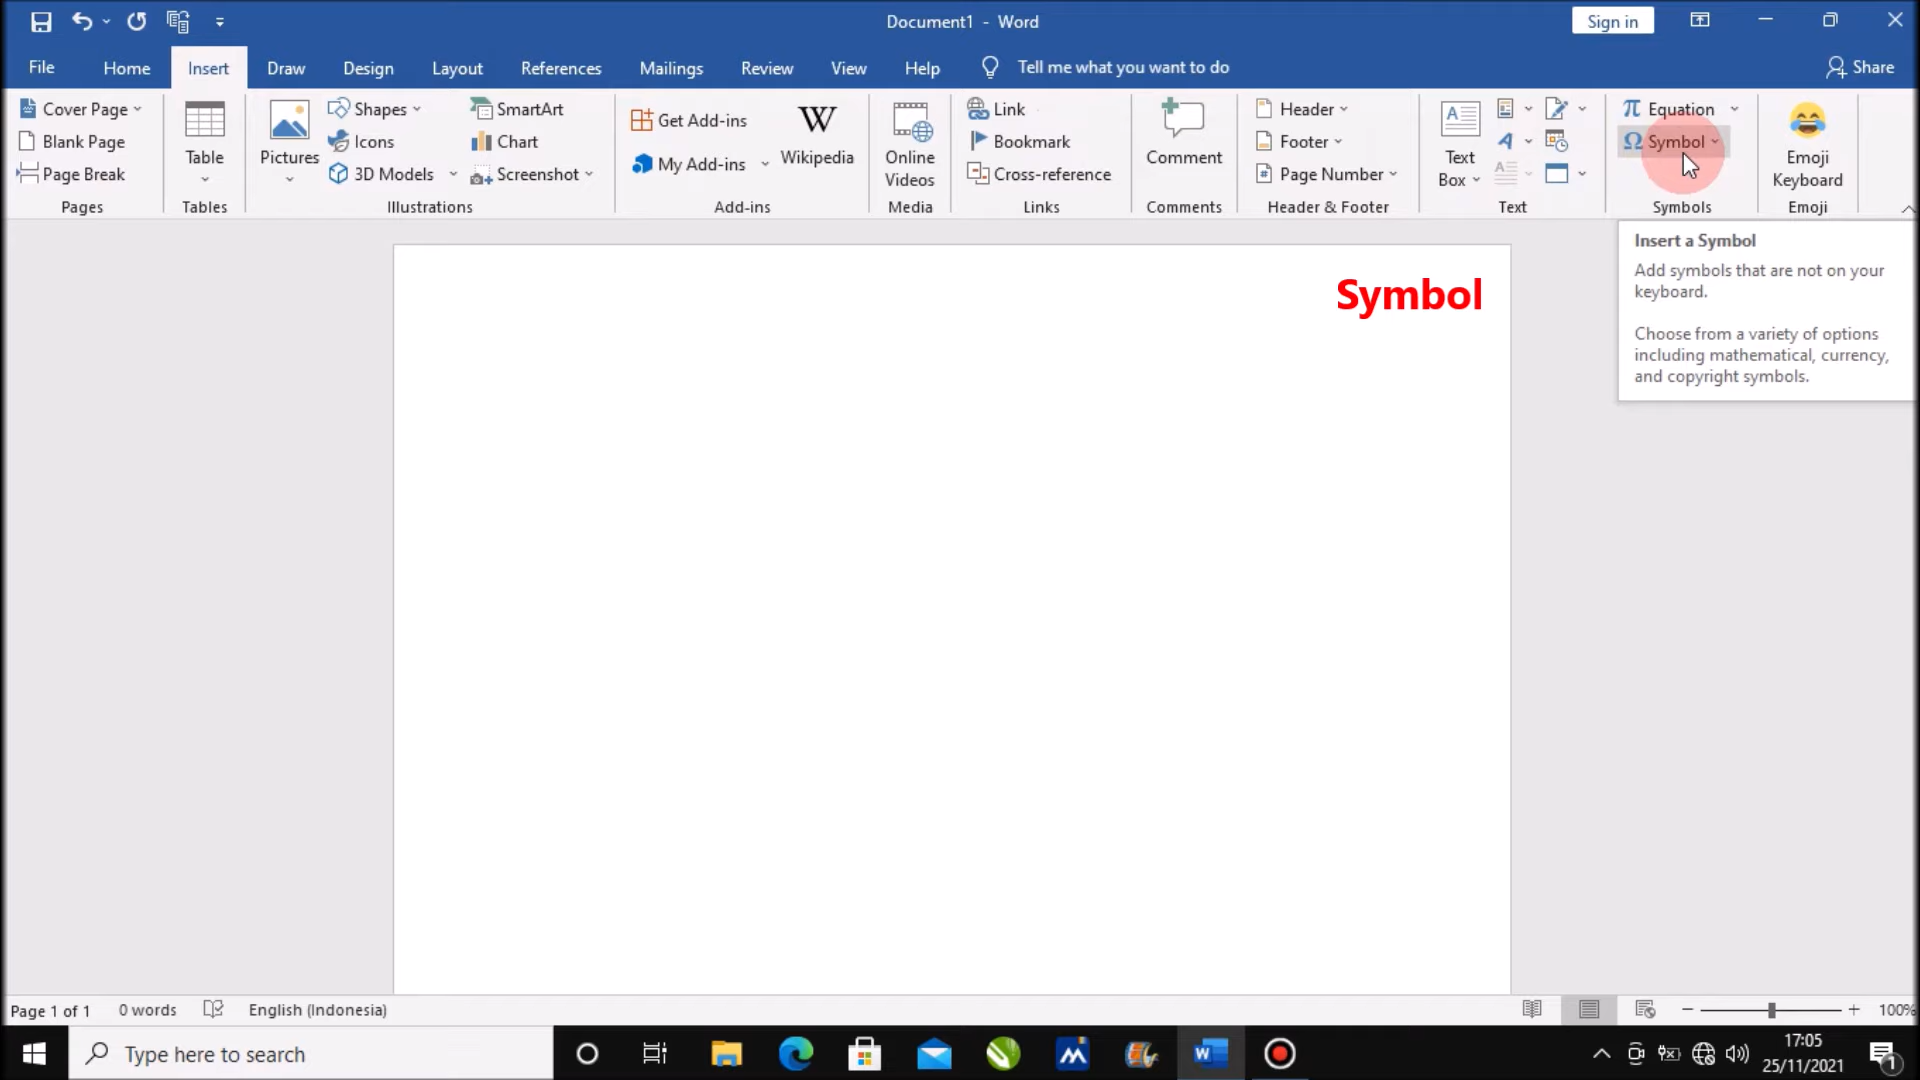 Document1 - Word
Sign in
File Home Insert Draw Design Layout References Mailings Review View Help Tell me what you want to do Share
Cover Page
Blank Page
Page Break
Pages
Table
Tables
Pictures
Shapes
Icons
3D Models
SmartArt
Chart
Screenshot
Illustrations
Get Add-ins
My Add-ins
W
Wikipedia
Add-ins
Online
Videos
Media
Link
Bookmark
Cross-reference
Links
Comment
Comments
Header
Footer
Page Number
Header & Footer
Text
Box
Text
π Equation
Ω Symbol
Symbols
Emoji
Keyboard
Emoji
Insert a Symbol
Add symbols that are not on your
keyboard.
Choose from a variety of options
including mathematical, currency,
and copyright symbols.
Symbol
Page 1 of 1 0 words English (Indonesia) 100%
Type here to search
17:05
25/11/2021
1